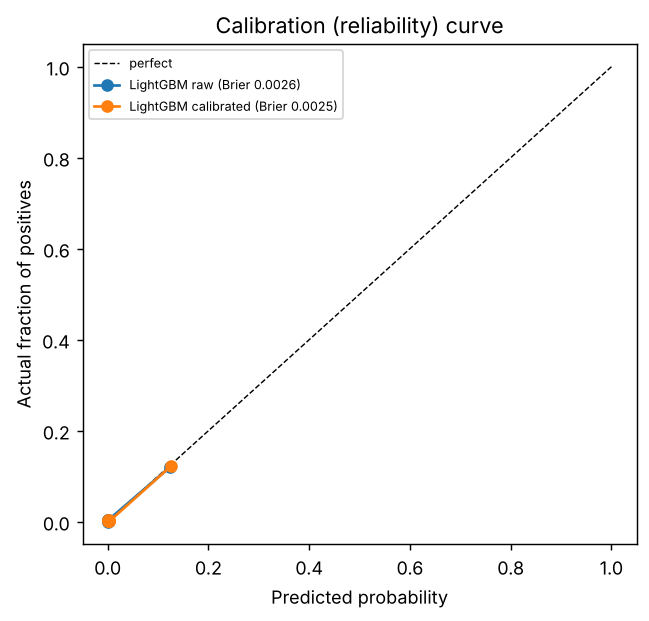 Calibration (reliability) curve
perfect
LightGBM raw (Brier 0.0026)
LightGBM calibrated (Brier 0.0025)
Actual fraction of positives
1.0
0.8
0.6
0.4
0.2
0.0
0.0 0.2 0.4 0.6 0.8 1.0
Predicted probability